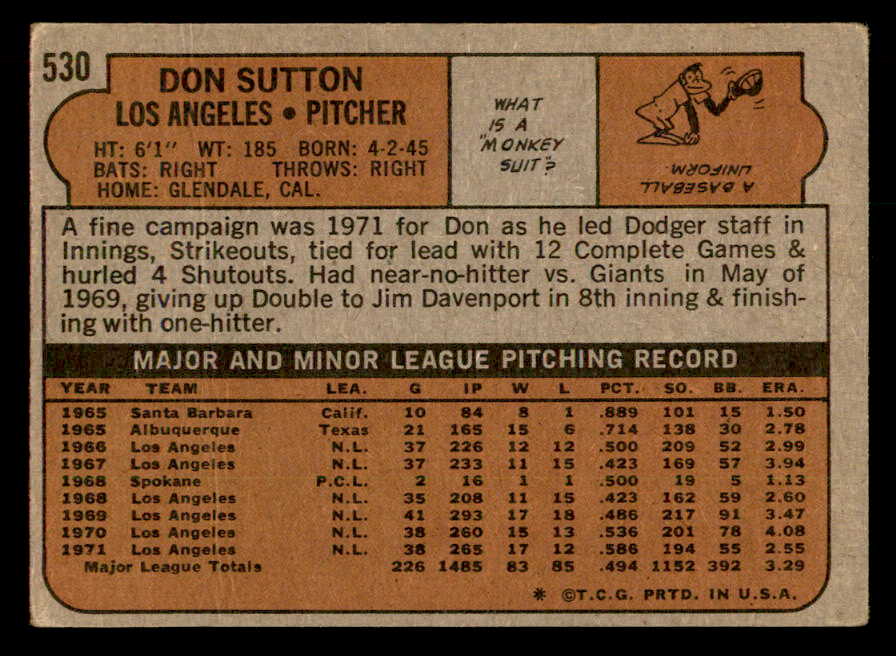 530
DON SUTTON
LOS ANGELES • PITCHER
HT: 6'1" WT: 185 BORN: 4-2-45
BATS: RIGHT THROWS: RIGHT
HOME: GLENDALE, CAL.
WHAT
IS A
"MONKEY
SUIT?
A BASEBALL
UNIFORM
A fine campaign was 1971 for Don as he led Dodger staff in
Innings, Strikeouts, tied for lead with 12 Complete Games &
hurled 4 Shutouts. Had near-no-hitter vs. Giants in May of
1969, giving up Double to Jim Davenport in 8th inning & finish-
ing with one-hitter.
MAJOR AND MINOR LEAGUE PITCHING RECORD
YEAR TEAM LEA. G IP W L PCT. SO. BB. ERA.
1965 Santa Barbara Calif. 10 84 8 1 .889 101 15 1.50
1965 Albuquerque Texas 21 165 15 6 .714 138 30 2.78
1966 Los Angeles N.L. 37 226 12 12 .500 209 52 2.99
1967 Los Angeles N.L. 37 233 11 15 .423 169 57 3.94
1968 Spokane P.C.L. 2 16 1 1 .500 19 5 1.13
1968 Los Angeles N.L. 35 208 11 15 .423 162 59 2.60
1969 Los Angeles N.L. 41 293 17 18 .486 217 91 3.47
1970 Los Angeles N.L. 38 260 15 13 .536 201 78 4.08
1971 Los Angeles N.L. 38 265 17 12 .586 194 55 2.55
Major League Totals 226 1485 83 85 .494 1152 392 3.29
* ©T.C.G. PRTD. IN U.S.A.